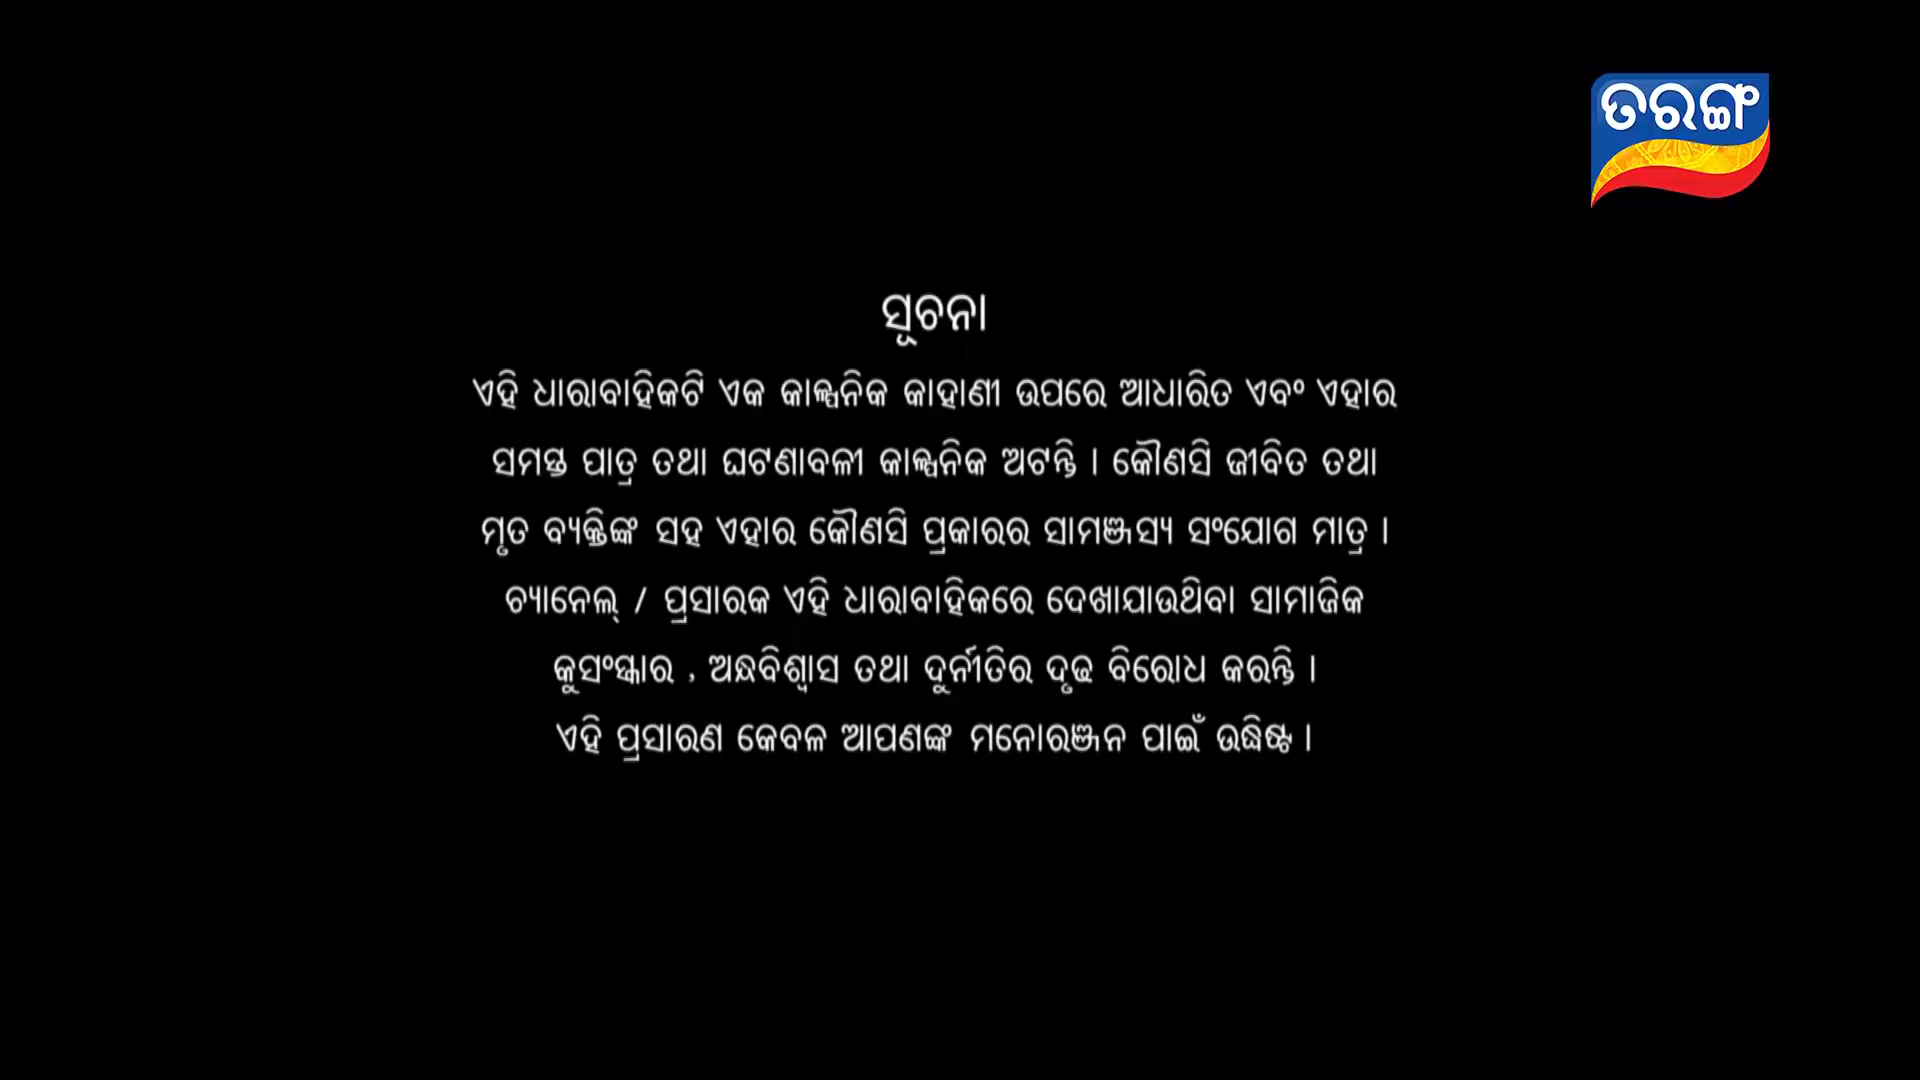 ତରଙ୍ଗ
ସୂଚନା
ଏହି ଧାରାବାହିକଟି ଏକ କାଳ୍ପନିକ କାହାଣୀ ଉପରେ ଆଧାରିତ ଏବଂ ଏହାର
ସମସ୍ତ ପାତ୍ର ତଥା ଘଟଣାବଳୀ କାଳ୍ପନିକ ଅଟନ୍ତି । କୌଣସି ଜୀବିତ ତଥା
ମୃତ ବ୍ୟକ୍ତିଙ୍କ ସହ ଏହାର କୌଣସି ପ୍ରକାରର ସାମଞ୍ଜସ୍ୟ ସଂଯୋଗ ମାତ୍ର ।
ଚ୍ୟାନେଲ୍ / ପ୍ରସାରକ ଏହି ଧାରାବାହିକରେ ଦେଖାଯାଉଥିବା ସାମାଜିକ
କୁସଂସ୍କାର , ଅନ୍ଧବିଶ୍ୱାସ ତଥା ଦୁର୍ନୀତିର ଦୃଢ ବିରୋଧ କରନ୍ତି ।
ଏହି ପ୍ରସାରଣ କେବଳ ଆପଣଙ୍କ ମନୋରଞ୍ଜନ ପାଇଁ ଉଦ୍ଧିଷ୍ଟ ।